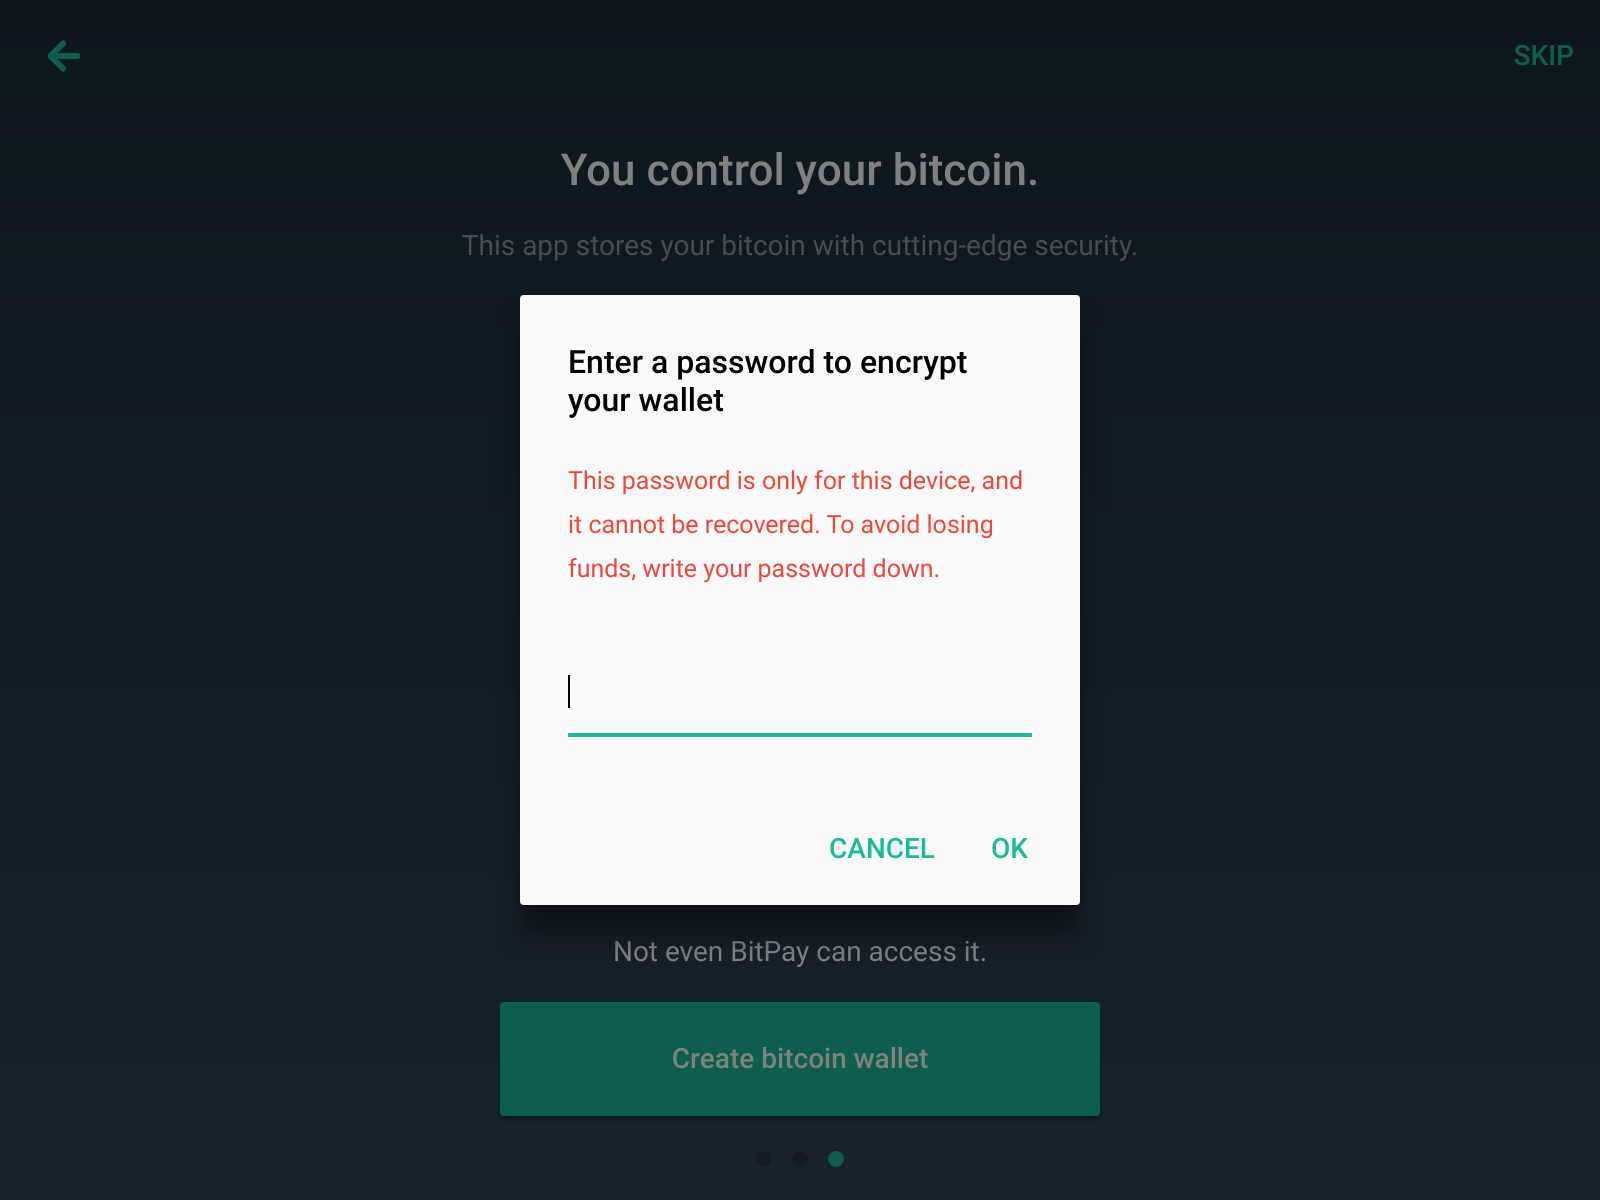 SKIP
You control your bitcoin.
This app stores your bitcoin with cutting-edge security.
Enter a password to encrypt
your wallet
This password is only for this device, and
it cannot be recovered. To avoid losing
funds, write your password down.
CANCEL OK
Not even BitPay can access it.
Create bitcoin wallet